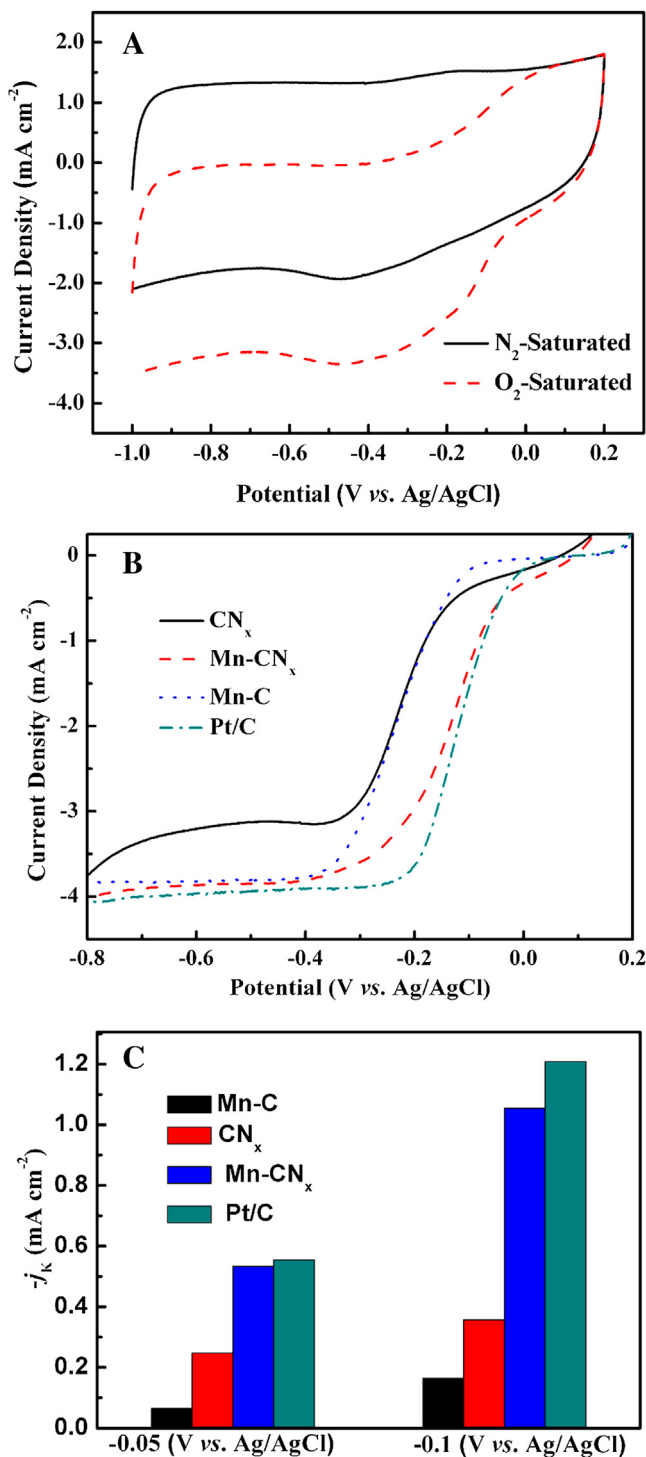 A
2.0
1.0
0.0
-1.0
-2.0
-3.0
-4.0
Current Density (mA cm⁻²)
N₂-Saturated
O₂-Saturated
-1.0 -0.8 -0.6 -0.4 -0.2 0.0 0.2
Potential (V vs. Ag/AgCl)
B
0
-1
-2
-3
-4
Current Density (mA cm⁻²)
CNₓ
Mn-CNₓ
Mn-C
Pt/C
-0.8 -0.6 -0.4 -0.2 0.0 0.2
Potential (V vs. Ag/AgCl)
C
1.2
1.0
0.8
0.6
0.4
0.2
0.0
-jK (mA cm⁻²)
Mn-C
CNₓ
Mn-CNₓ
Pt/C
-0.05 (V vs. Ag/AgCl) -0.1 (V vs. Ag/AgCl)